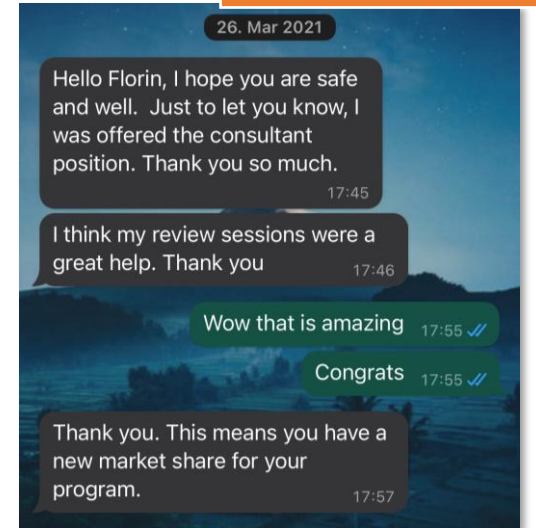 26. Mar 2021
Hello Florin, I hope you are safe
and well.  Just to let you know, I
was offered the consultant
position. Thank you so much.
17:45
I think my review sessions were a
great help. Thank you
17:46
Wow that is amazing 17:55
Congrats 17:55
Thank you. This means you have a
new market share for your
program.
17:57